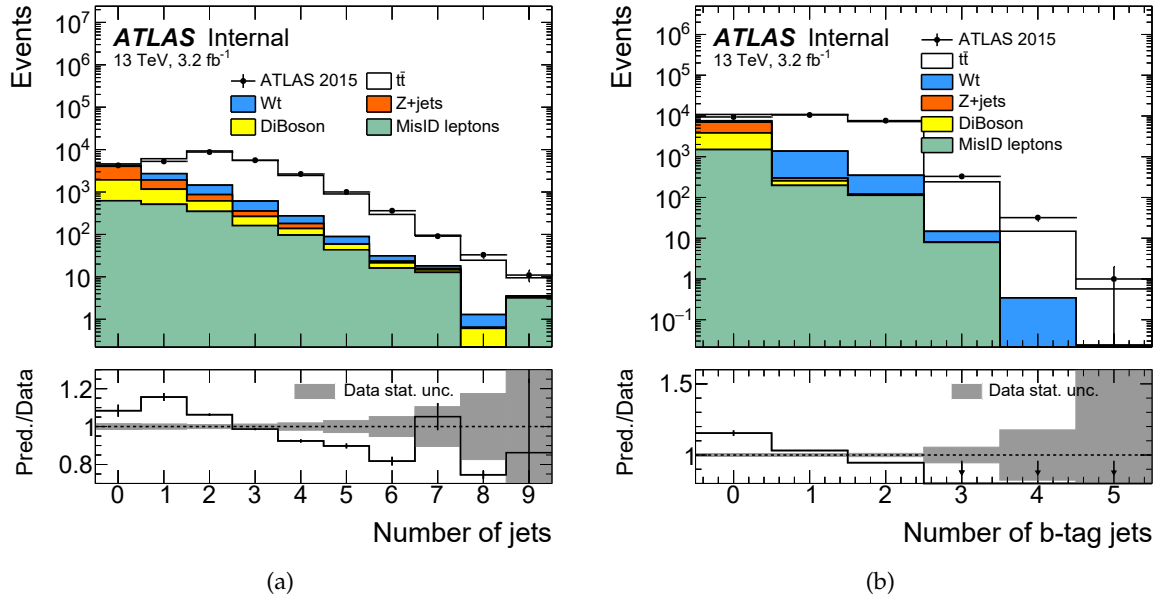 Events
10⁷
10⁶
10⁵
10⁴
10³
10²
10
1
ATLAS Internal
13 TeV, 3.2 fb⁻¹
ATLAS 2015
tt̄
Wt
Z+jets
DiBoson
MisID leptons
Pred./Data
1.2
1
0.8
Data stat. unc.
0 1 2 3 4 5 6 7 8 9
Number of jets
(a)
Events
10⁶
10⁵
10⁴
10³
10²
10
1
10⁻¹
ATLAS Internal
13 TeV, 3.2 fb⁻¹
ATLAS 2015
tt̄
Wt
Z+jets
DiBoson
MisID leptons
Pred./Data
1.5
1
Data stat. unc.
0 1 2 3 4 5
Number of b-tag jets
(b)